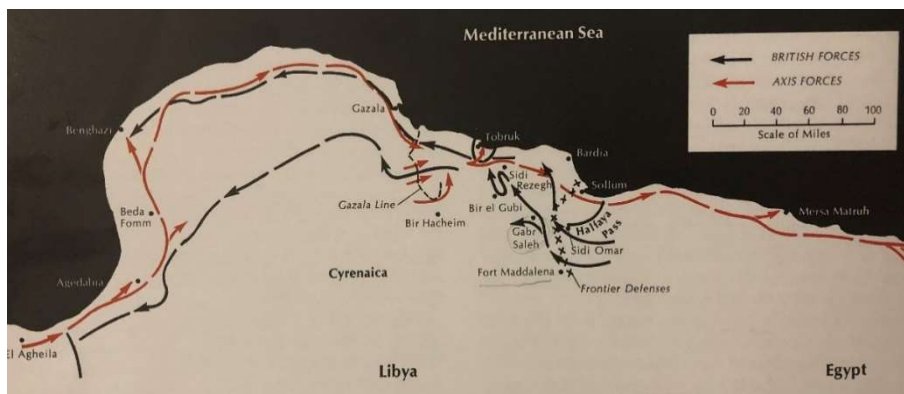 Mediterranean Sea
BRITISH FORCES
AXIS FORCES
0 20 40 60 80 100
Scale of Miles
Gazala
Benghazi
Tobruk
Bardia
Sidi
Rezegh
Sollum
Gazala Line
Bir el Gubi
Halfaya
Pass
Mersa Matruh
Beda
Fomm
Bir Hacheim
Gabr
Saleh
Sidi Omar
Cyrenaica
Fort Maddalena
Agedabia
Frontier Defenses
El Agheila
Libya
Egypt